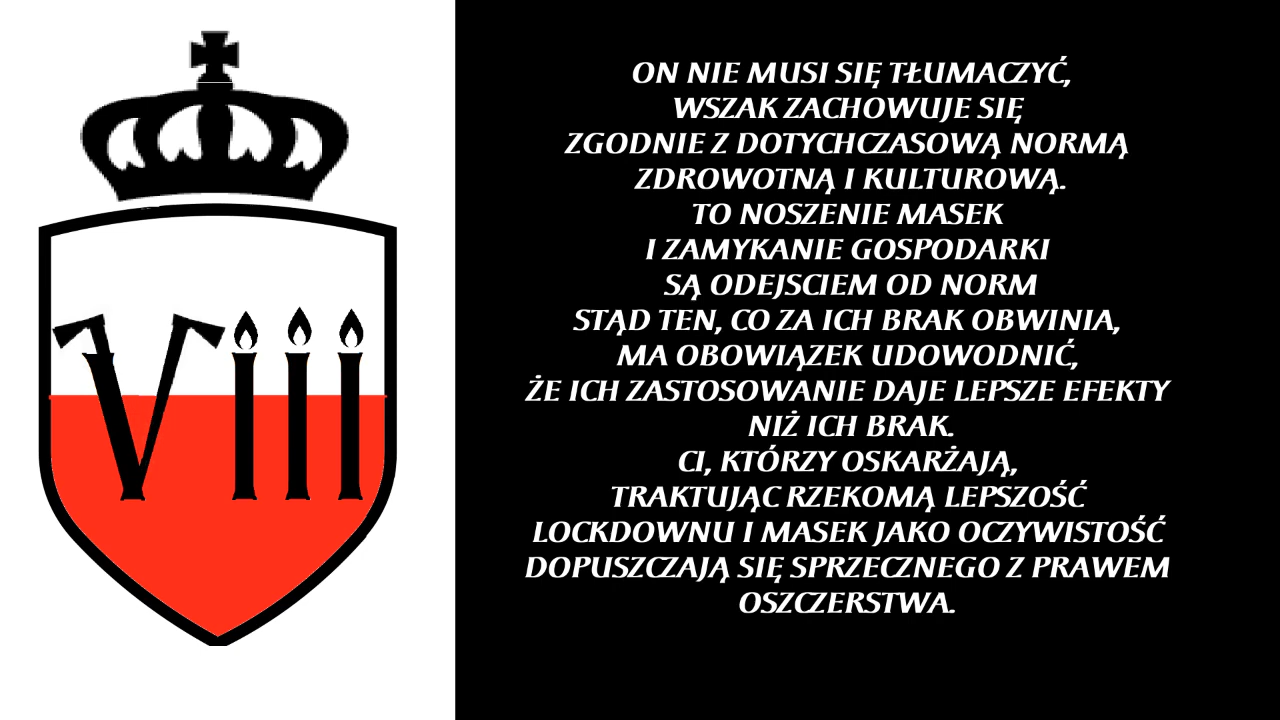 VIII
ON NIE MUSI SIĘ TŁUMACZYĆ,
WSZAK ZACHOWUJE SIĘ
ZGODNIE Z DOTYCHCZASOWĄ NORMĄ
ZDROWOTNĄ I KULTUROWĄ.
TO NOSZENIE MASEK
I ZAMYKANIE GOSPODARKI
SĄ ODEJSCIEM OD NORM
STĄD TEN, CO ZA ICH BRAK OBWINIA,
MA OBOWIĄZEK UDOWODNIĆ,
ŻE ICH ZASTOSOWANIE DAJE LEPSZE EFEKTY
NIŻ ICH BRAK.
CI, KTÓRZY OSKARŻAJĄ,
TRAKTUJĄC RZEKOMĄ LEPSZOŚĆ
LOCKDOWNU I MASEK JAKO OCZYWISTOŚĆ
DOPUSZCZAJĄ SIĘ SPRZECZNEGO Z PRAWEM
OSZCZERSTWA.